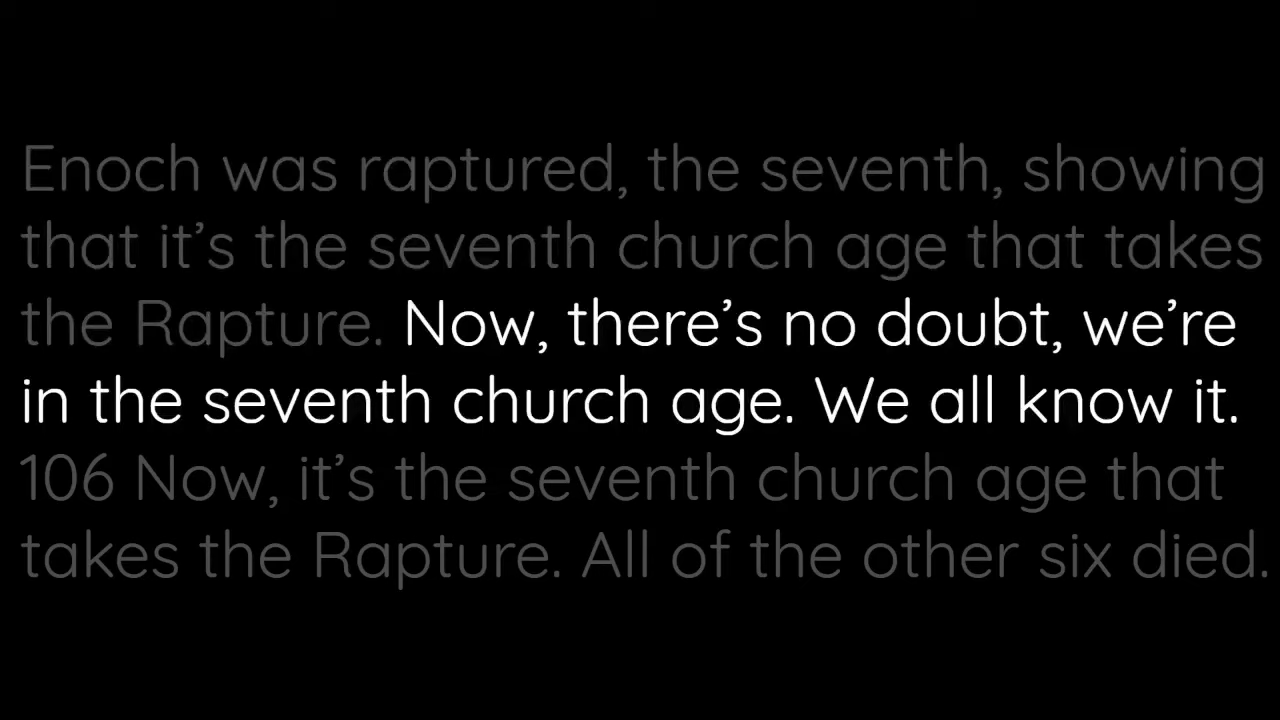 Enoch was raptured, the seventh, showing
that it’s the seventh church age that takes
the Rapture. Now, there’s no doubt, we’re
in the seventh church age. We all know it.
106 Now, it’s the seventh church age that
takes the Rapture. All of the other six died.